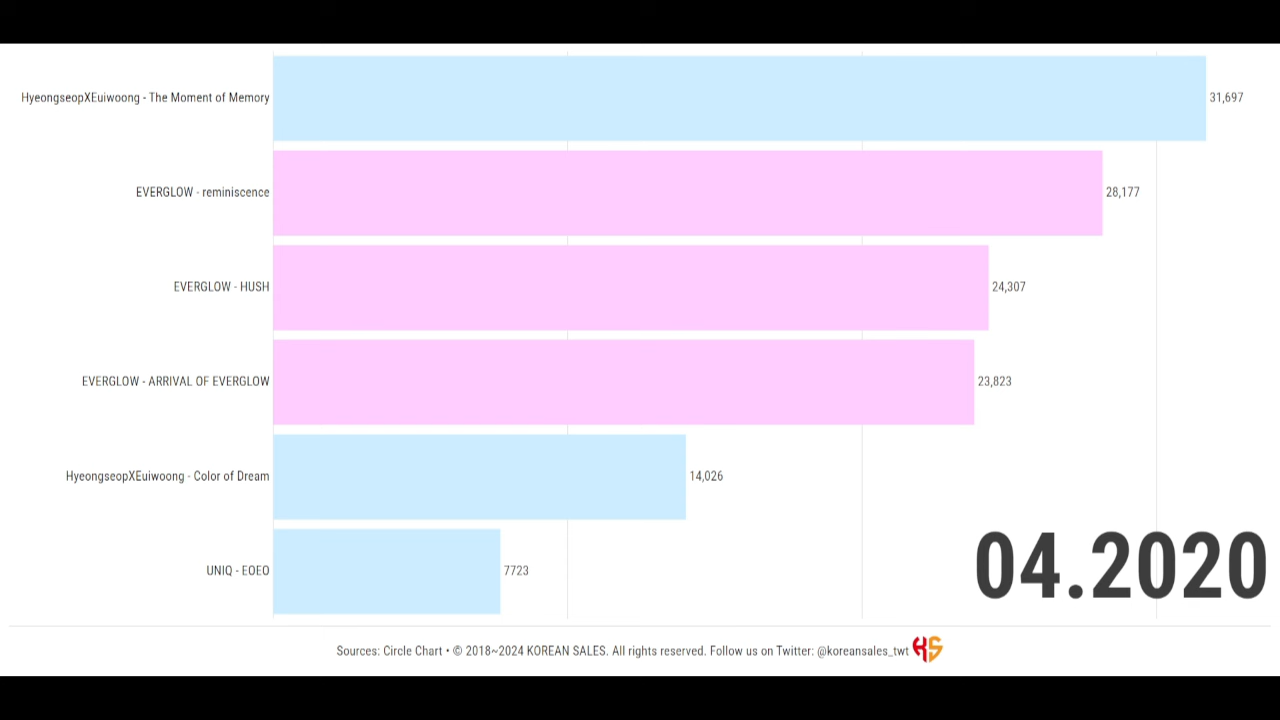 HyeongseopXEuiwoong - The Moment of Memory 31,697
EVERGLOW - reminiscence 28,177
EVERGLOW - HUSH 24,307
EVERGLOW - ARRIVAL OF EVERGLOW 23,823
HyeongseopXEuiwoong - Color of Dream 14,026
UNIQ - EOEO 7723
04.2020
Sources: Circle Chart • © 2018~2024 KOREAN SALES. All rights reserved. Follow us on Twitter: @koreansales_twt KS